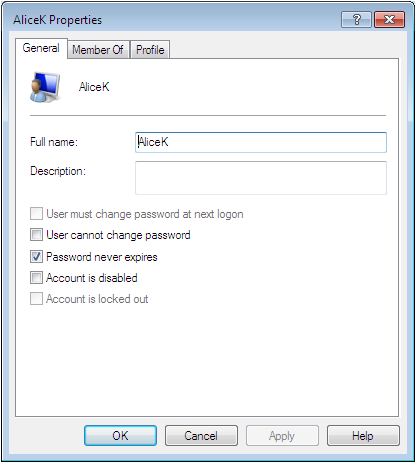 AliceK Properties
?
General Member Of Profile
AliceK
Full name: AliceK
Description:
User must change password at next logon
User cannot change password
Password never expires
Account is disabled
Account is locked out
OK Cancel Apply Help